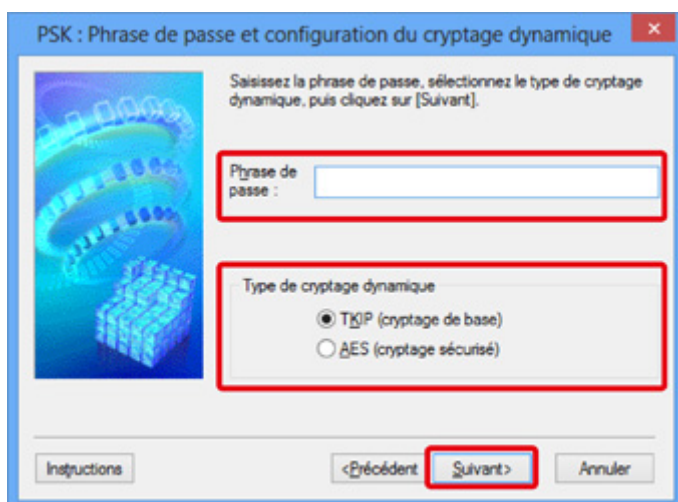 PSK : Phrase de passe et configuration du cryptage dynamique
Saisissez la phrase de passe, sélectionnez le type de cryptage
dynamique, puis cliquez sur [Suivant].
Phrase de
passe :
Type de cryptage dynamique
TKIP (cryptage de base)
AES (cryptage sécurisé)
Instructions
<Précédent
Suivant>
Annuler